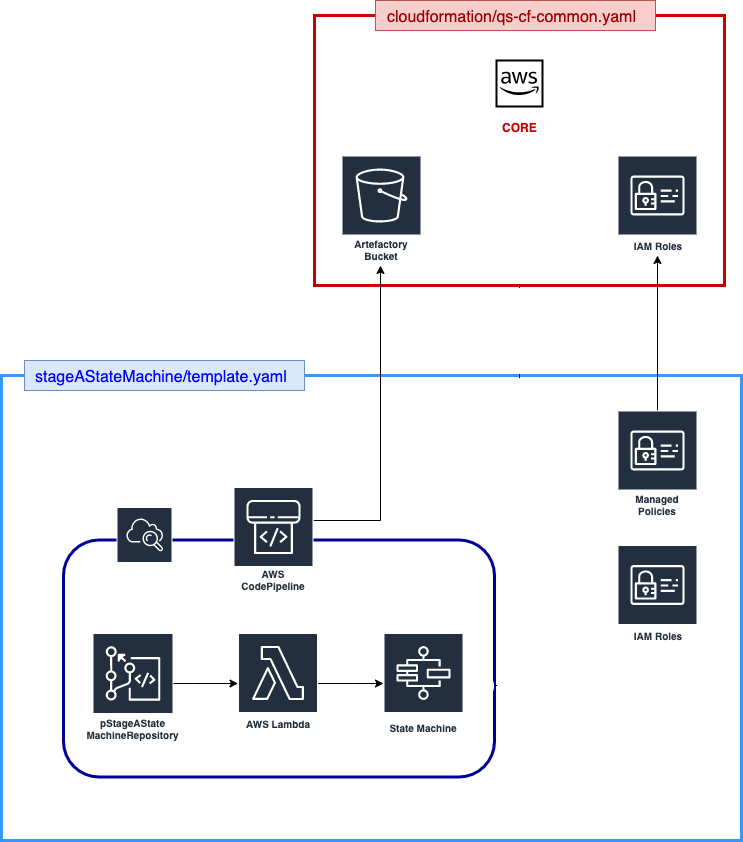 cloudformation/qs-cf-common.yaml
aws
CORE
Artefactory
Bucket
IAM Roles
stageAStateMachine/template.yaml
Managed
Policies
AWS
CodePipeline
IAM Roles
pStageAState
MachineRepository
AWS Lambda
State Machine